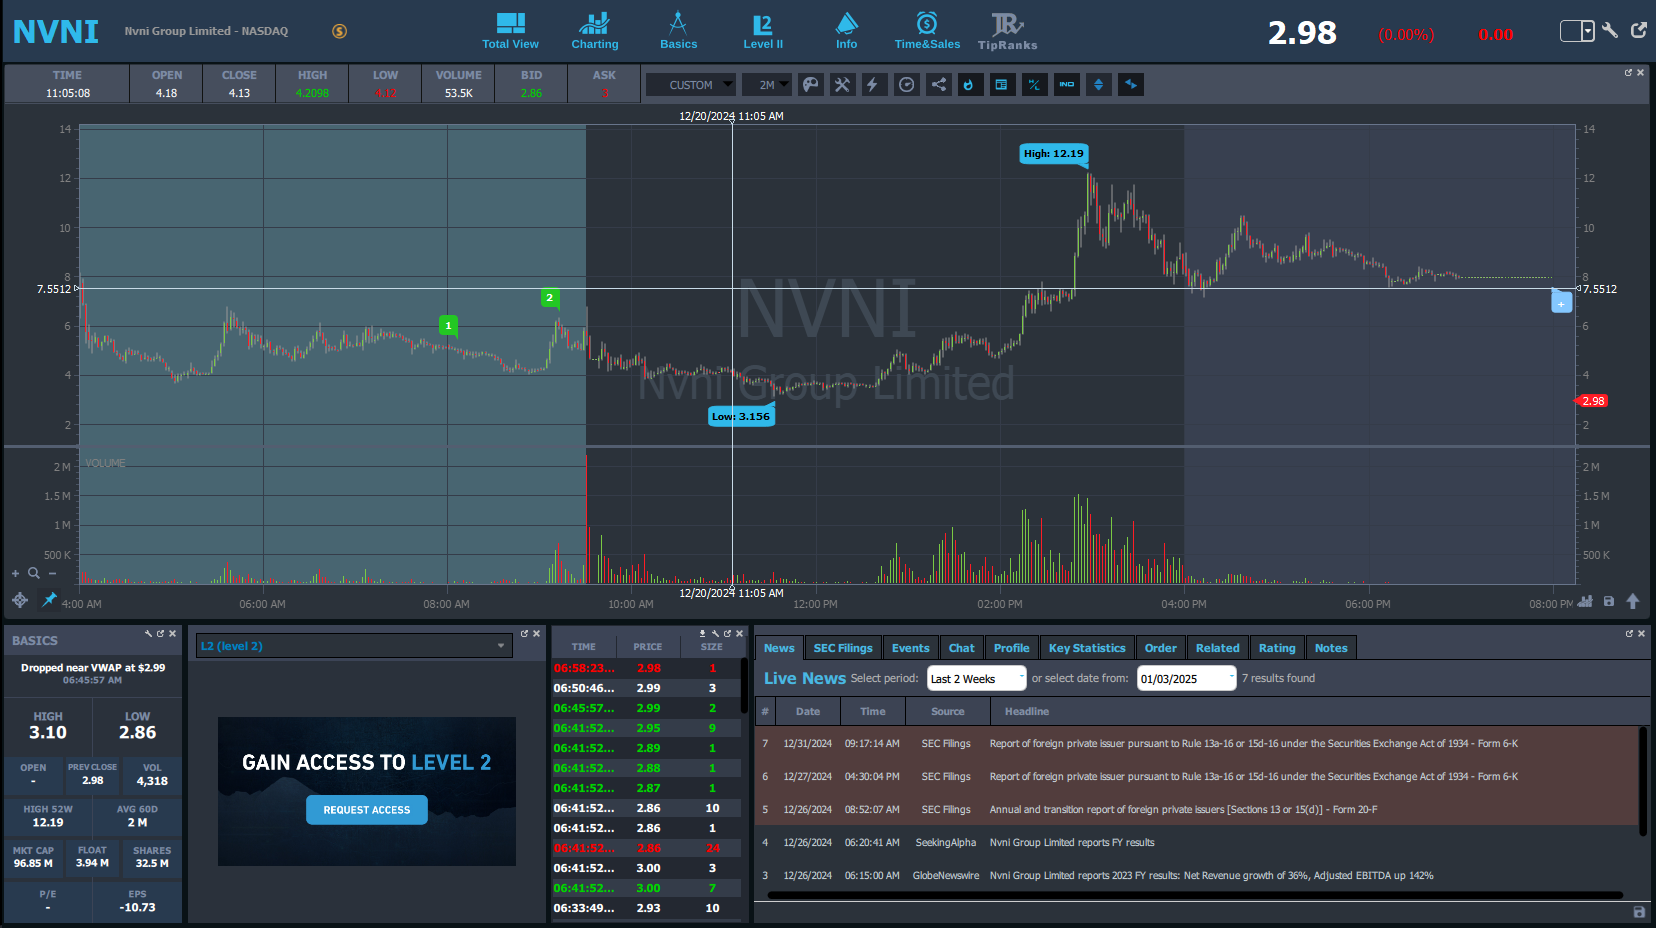 NVNI
Nvni Group Limited - NASDAQ
Total View
Charting
Basics
L2
Level II
Info
Time&Sales
TipRanks
2.98
(0.00%)
0.00
TIME OPEN CLOSE HIGH LOW VOLUME BID ASK
11:05:08 4.18 4.13 4.2098 4.12 53.5K 2.86 3
CUSTOM
2M
IND
12/20/2024 11:05 AM
14 14
High: 12.19
12 12
10 10
8 8
7.5512 7.5512
2
+
1
6 6
NVNI
Nvni Group Limited
4 4
2.98
Low: 3.156
2 2
VOLUME
2 M 2 M
1.5 M 1.5 M
1 M 1 M
500 K 500 K
12/20/2024 11:05 AM
4:00 AM 06:00 AM 08:00 AM 10:00 AM 12:00 PM 02:00 PM 04:00 PM 06:00 PM 08:00 PM
BASICS
Dropped near VWAP at $2.99
06:45:57 AM
HIGH LOW
3.10 2.86
OPEN PREV CLOSE VOL
- 2.98 4,318
HIGH 52W AVG 60D
12.19 2 M
MKT CAP FLOAT SHARES
96.85 M 3.94 M 32.5 M
P/E EPS
- -10.73
L2 (level 2)
GAIN ACCESS TO LEVEL 2
REQUEST ACCESS
TIME PRICE SIZE
06:58:23... 2.98 1
06:50:46... 2.99 3
06:45:57... 2.99 2
06:41:52... 2.95 9
06:41:52... 2.89 1
06:41:52... 2.88 1
06:41:52... 2.87 1
06:41:52... 2.86 10
06:41:52... 2.86 1
06:41:52... 2.86 24
06:41:52... 3.00 3
06:41:52... 3.00 7
06:33:49... 2.93 10
News SEC Filings Events Chat Profile Key Statistics Order Related Rating Notes
Live News Select period: Last 2 Weeks or select date from: 01/03/2025 7 results found
# Date Time Source Headline
7 12/31/2024 09:17:14 AM SEC Filings Report of foreign private issuer pursuant to Rule 13a-16 or 15d-16 under the Securities Exchange Act of 1934 - Form 6-K
6 12/27/2024 04:30:04 PM SEC Filings Report of foreign private issuer pursuant to Rule 13a-16 or 15d-16 under the Securities Exchange Act of 1934 - Form 6-K
5 12/26/2024 08:52:07 AM SEC Filings Annual and transition report of foreign private issuers [Sections 13 or 15(d)] - Form 20-F
4 12/26/2024 06:20:41 AM SeekingAlpha Nvni Group Limited reports FY results
3 12/26/2024 06:15:00 AM GlobeNewswire Nvni Group Limited reports 2023 FY results: Net Revenue growth of 36%, Adjusted EBITDA up 142%